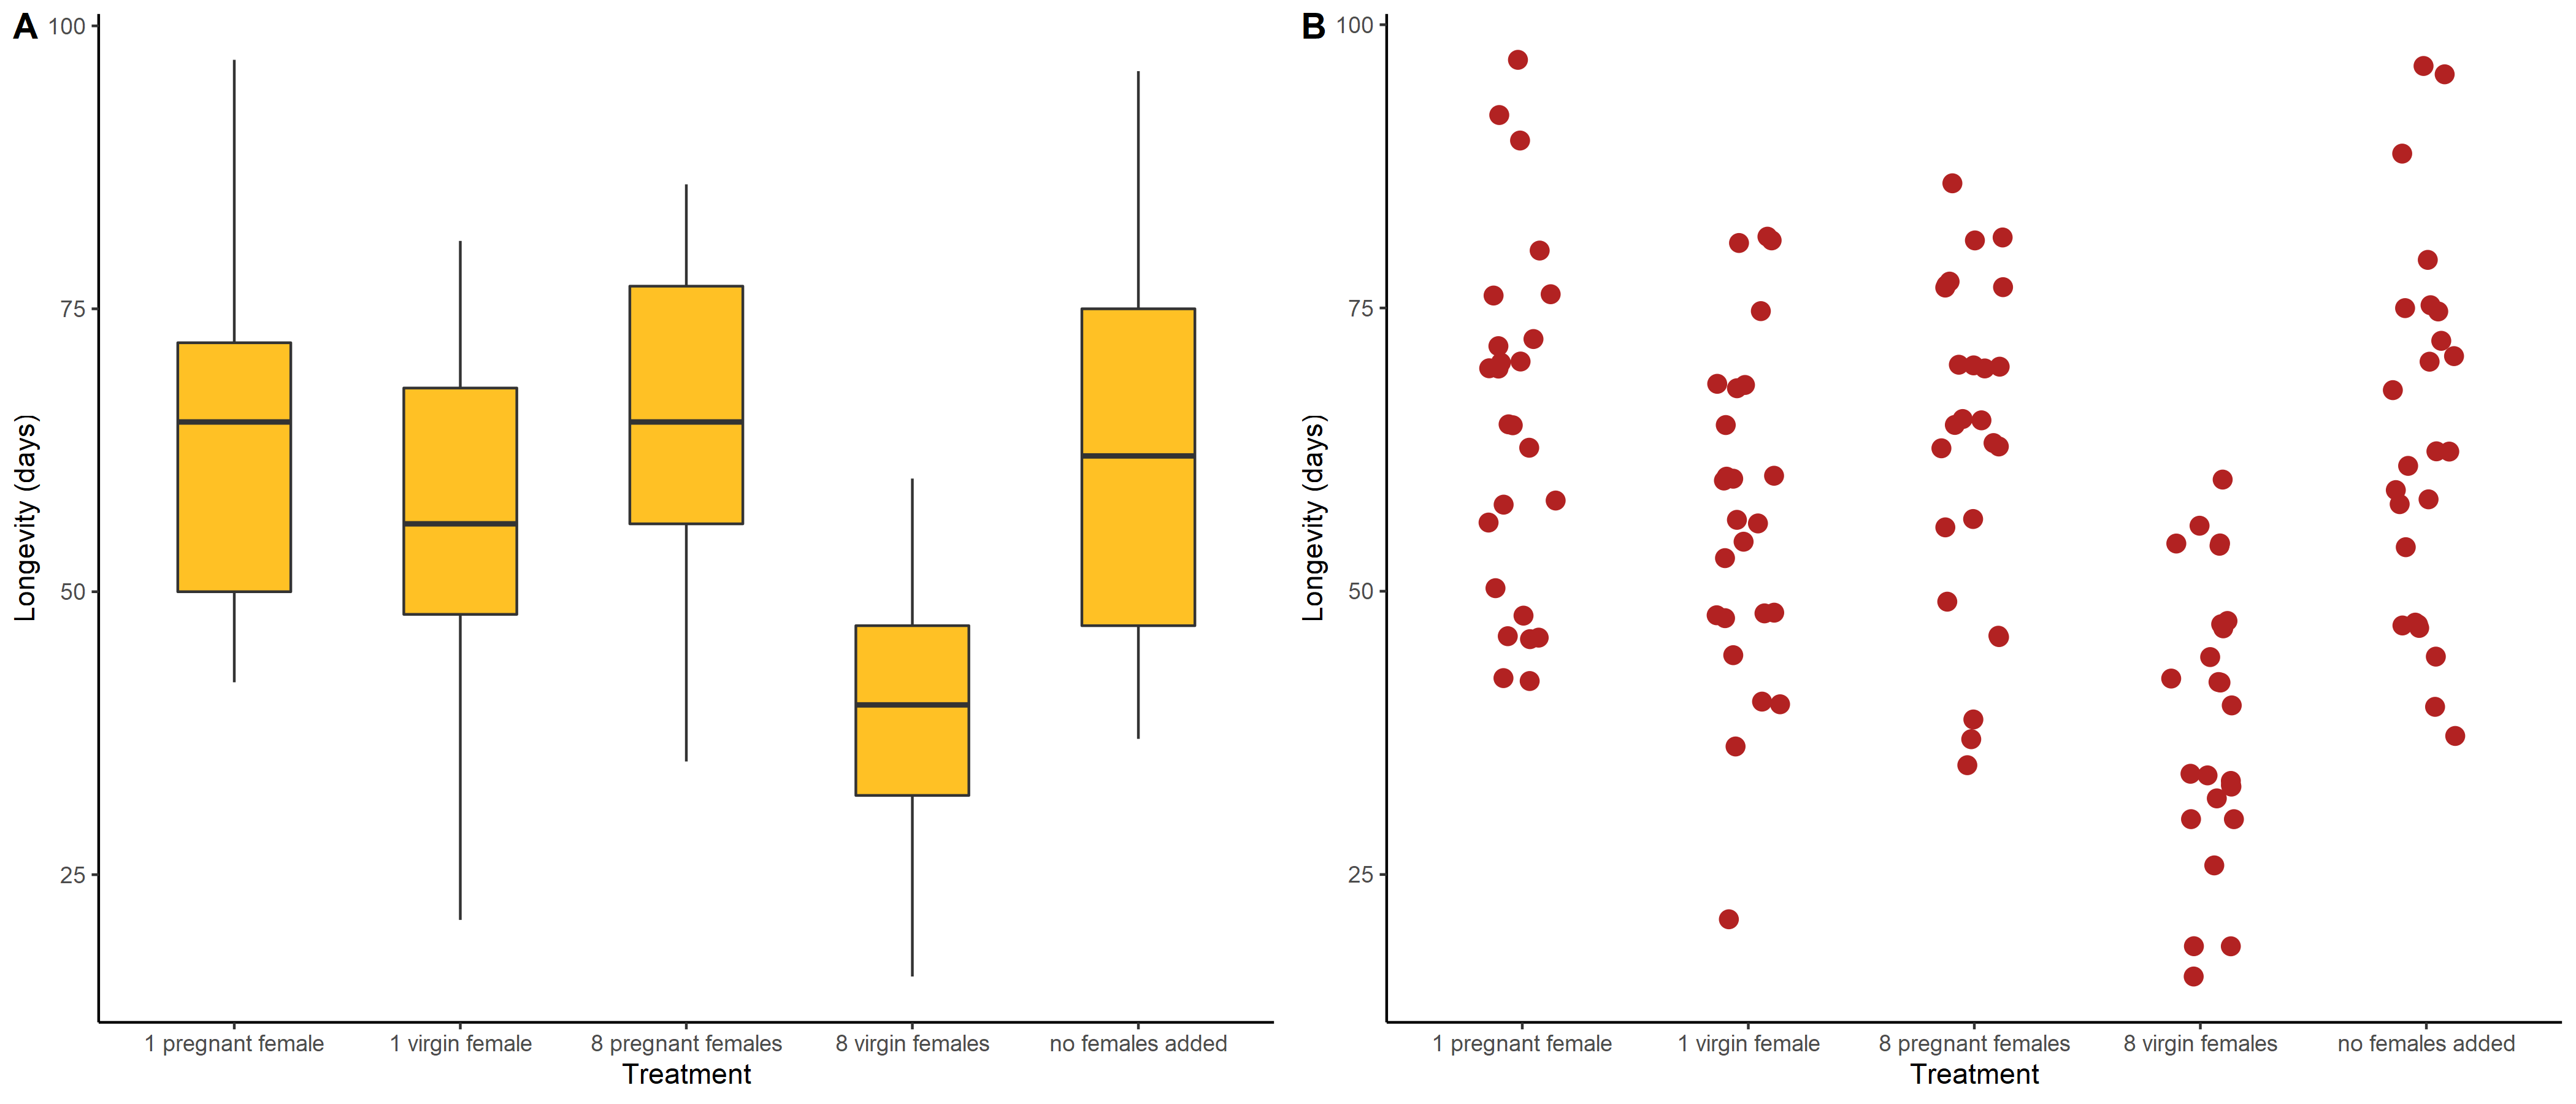 A
100
75
50
25
Longevity (days)
1 pregnant female
1 virgin female
8 pregnant females
8 virgin females
no females added
Treatment
B
100
75
50
25
Longevity (days)
1 pregnant female
1 virgin female
8 pregnant females
8 virgin females
no females added
Treatment